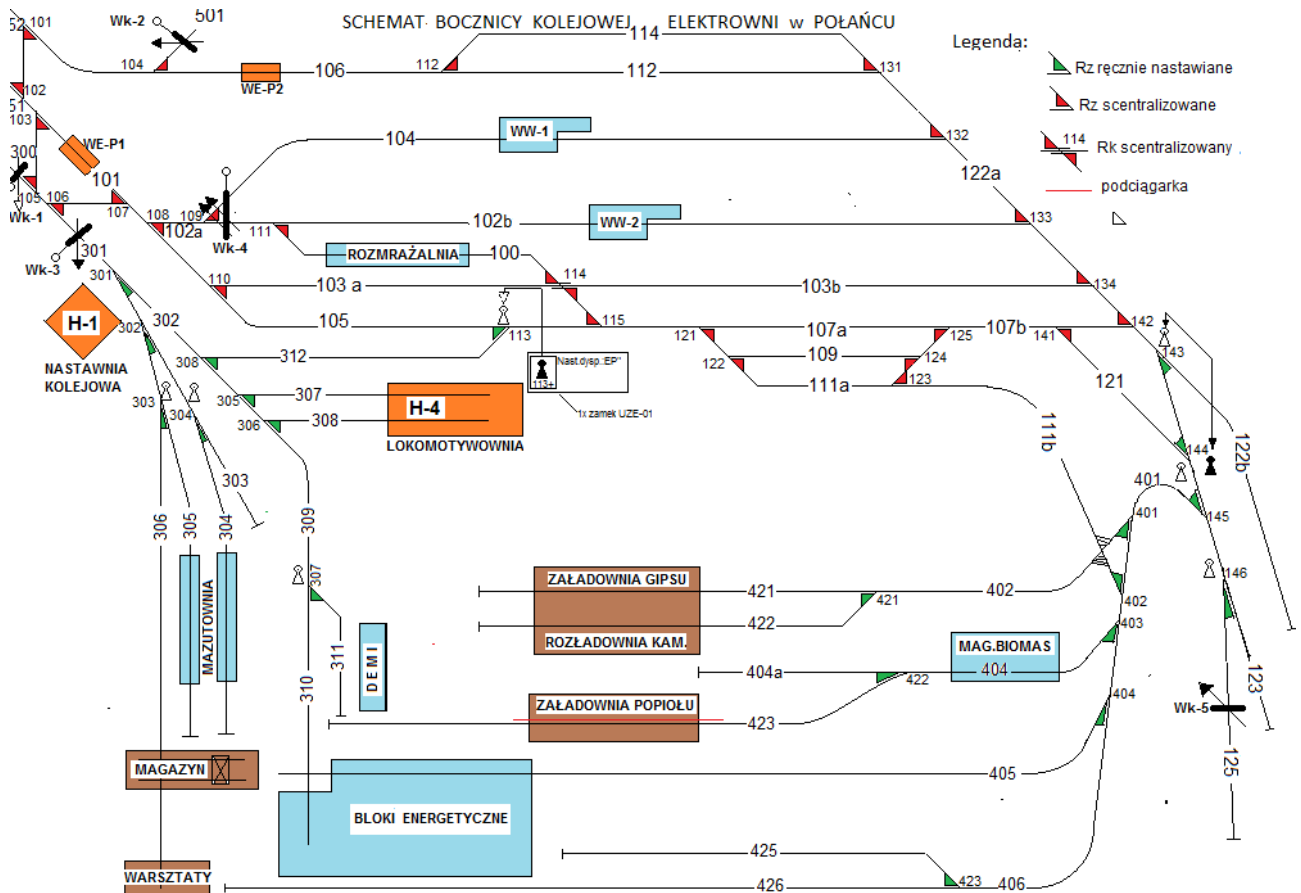 SCHEMAT BOCZNICY KOLEJOWEJ ELEKTROWNI w POŁAŃCU
Legenda:
Rz ręcznie nastawiane
Rz scentralizowane
114
Rk scentralizowany
podciągarka
52
101
Wk-2
501
104
106
WE-P2
112
114
112
131
102
51
103
WE-P1
300
101
104
WW-1
132
122a
105
106
107
108
109
102a
Wk-4
111
102b
WW-2
133
Wk-1
Wk-3
301
ROZMRAŻALNIA
100
301
110
103 a
114
103b
134
H-1
302
302
105
113
115
121
107a
125
107b
141
142
NASTAWNIA
KOLEJOWA
308
312
Nast.dysp.:EP"
113+
122
109
124
143
303
304
305
307
H-4
1x zamek UZE-01
111a
123
121
306
308
LOKOMOTYWOWNIA
111b
122b
303
144
306
305
304
309
401
401
145
MAZUTOWNIA
307
ZAŁADOWNIA GIPSU
421
421
402
402
146
422
ROZŁADOWNIA KAM.
403
311
DEMI
MAG.BIOMAS
404a
422
404
123
310
ZAŁADOWNIA POPIOŁU
423
404
Wk-5
MAGAZYN
405
125
BLOKI ENERGETYCZNE
425
WARSZTATY
426
423
406